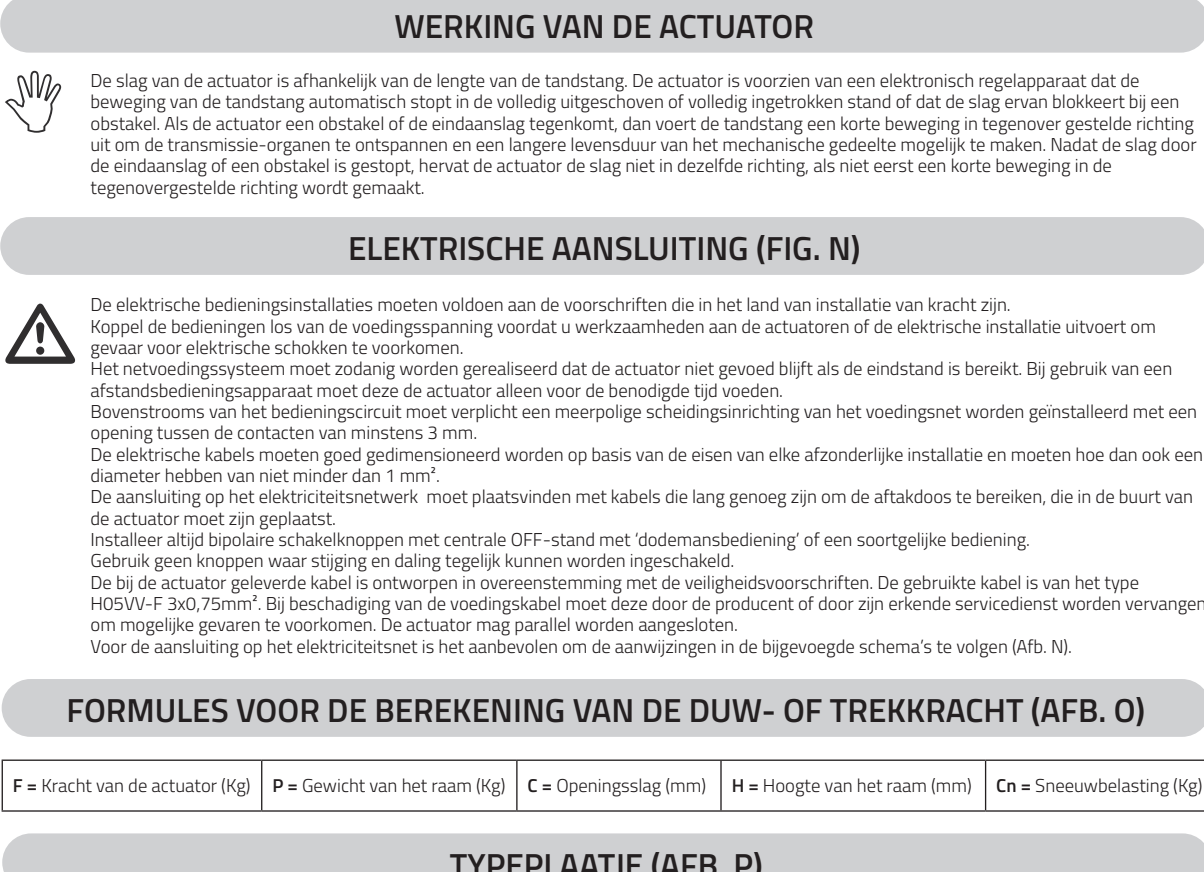 WERKING VAN DE ACTUATOR
De slag van de actuator is afhankelijk van de lengte van de tandstang. De actuator is voorzien van een elektronisch regelapparaat dat de
beweging van de tandstang automatisch stopt in de volledig uitgeschoven of volledig ingetrokken stand of dat de slag ervan blokkeert bij een
obstakel. Als de actuator een obstakel of de eindaanslag tegenkomt, dan voert de tandstang een korte beweging in tegenover gestelde richting
uit om de transmissie-organen te ontspannen en een langere levensduur van het mechanische gedeelte mogelijk te maken. Nadat de slag door
de eindaanslag of een obstakel is gestopt, hervat de actuator de slag niet in dezelfde richting, als niet eerst een korte beweging in de
tegenovergestelde richting wordt gemaakt.
ELEKTRISCHE AANSLUITING (FIG. N)
De elektrische bedieningsinstallaties moeten voldoen aan de voorschriften die in het land van installatie van kracht zijn.
Koppel de bedieningen los van de voedingsspanning voordat u werkzaamheden aan de actuatoren of de elektrische installatie uitvoert om
gevaar voor elektrische schokken te voorkomen.
Het netvoedingssysteem moet zodanig worden gerealiseerd dat de actuator niet gevoed blijft als de eindstand is bereikt. Bij gebruik van een
afstandsbedieningsapparaat moet deze de actuator alleen voor de benodigde tijd voeden.
Bovenstrooms van het bedieningscircuit moet verplicht een meerpolige scheidingsinrichting van het voedingsnet worden geïnstalleerd met een
opening tussen de contacten van minstens 3 mm.
De elektrische kabels moeten goed gedimensioneerd worden op basis van de eisen van elke afzonderlijke installatie en moeten hoe dan ook een
diameter hebben van niet minder dan 1 mm².
De aansluiting op het elektriciteitsnetwerk moet plaatsvinden met kabels die lang genoeg zijn om de aftakdoos te bereiken, die in de buurt van
de actuator moet zijn geplaatst.
Installeer altijd bipolaire schakelknoppen met centrale OFF-stand met ‘dodemansbediening’ of een soortgelijke bediening.
Gebruik geen knoppen waar stijging en daling tegelijk kunnen worden ingeschakeld.
De bij de actuator geleverde kabel is ontworpen in overeenstemming met de veiligheidsvoorschriften. De gebruikte kabel is van het type
H05VV-F 3x0,75mm². Bij beschadiging van de voedingskabel moet deze door de producent of door zijn erkende servicedienst worden vervangen
om mogelijke gevaren te voorkomen. De actuator mag parallel worden aangesloten.
Voor de aansluiting op het elektriciteitsnet is het aanbevolen om de aanwijzingen in de bijgevoegde schema’s te volgen (Afb. N).
FORMULES VOOR DE BEREKENING VAN DE DUW- OF TREKKRACHT (AFB. O)
F = Kracht van de actuator (Kg) P = Gewicht van het raam (Kg) C = Openingsslag (mm) H = Hoogte van het raam (mm) Cn = Sneeuwbelasting (Kg)
TYPEPLAATJE (AFB. P)